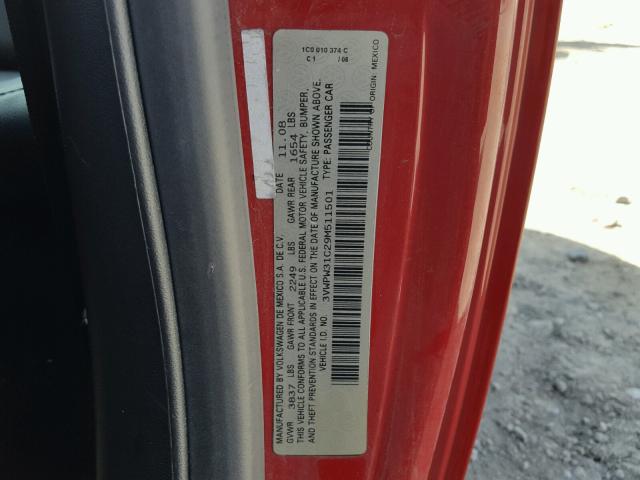 1C0 010 374 C
C 1 / 08
MANUFACTURED BY VOLKSWAGEN DE MEXICO S.A. DE C.V. DATE 11.08
GVWR 3837 LBS GAWR FRONT 2249 LBS GAWR REAR 1654 LBS
THIS VEHICLE CONFORMS TO ALL APPLICABLE U.S. FEDERAL MOTOR VEHICLE SAFETY, BUMPER,
AND THEFT PREVENTION STANDARDS IN EFFECT ON THE DATE OF MANUFACTURE SHOWN ABOVE.
VEHICLE I.D. NO. 3VWPW31C29M511501 TYPE: PASSENGER CAR
COUNTRY OF ORIGIN: MEXICO